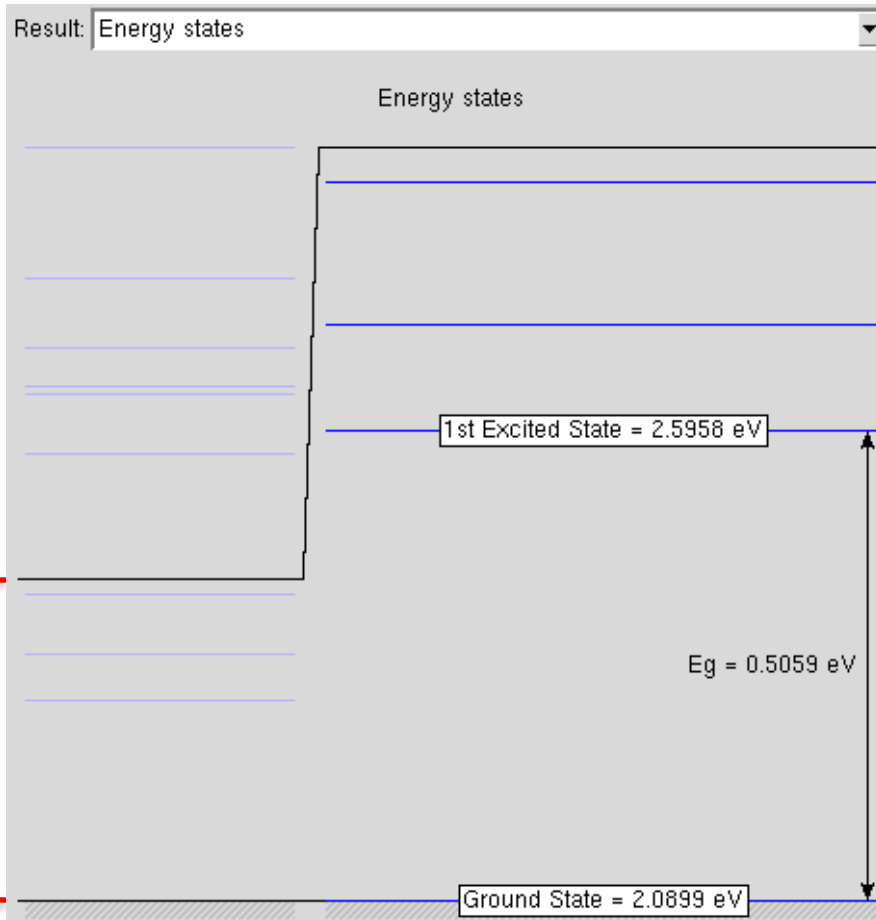 Result: Energy states
Energy states
1st Excited State = 2.5958 eV
Eg = 0.5059 eV
Ground State = 2.0899 eV